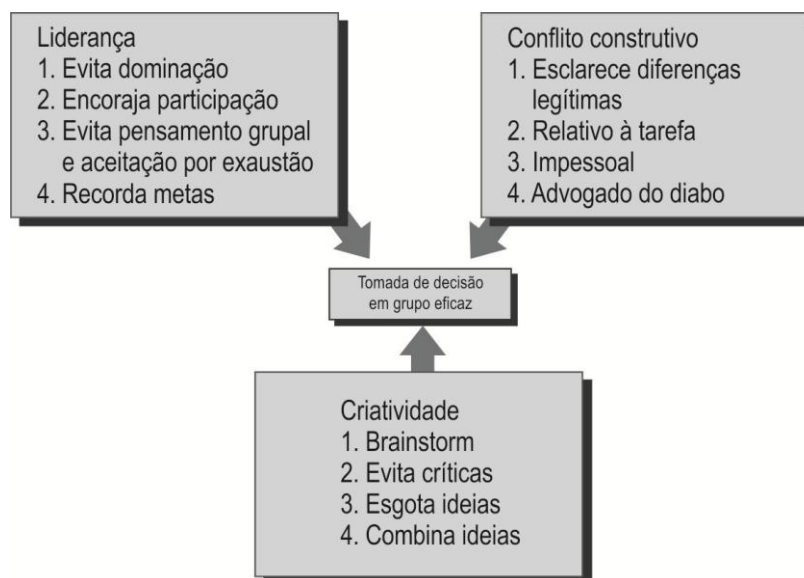 Liderança
1. Evita dominação
2. Encoraja participação
3. Evita pensamento grupal
e aceitação por exaustão
4. Recorda metas
Conflito construtivo
1. Esclarece diferenças
legítimas
2. Relativo à tarefa
3. Impessoal
4. Advogado do diabo
Tomada de decisão
em grupo eficaz
Criatividade
1. Brainstorm
2. Evita críticas
3. Esgota ideias
4. Combina ideias